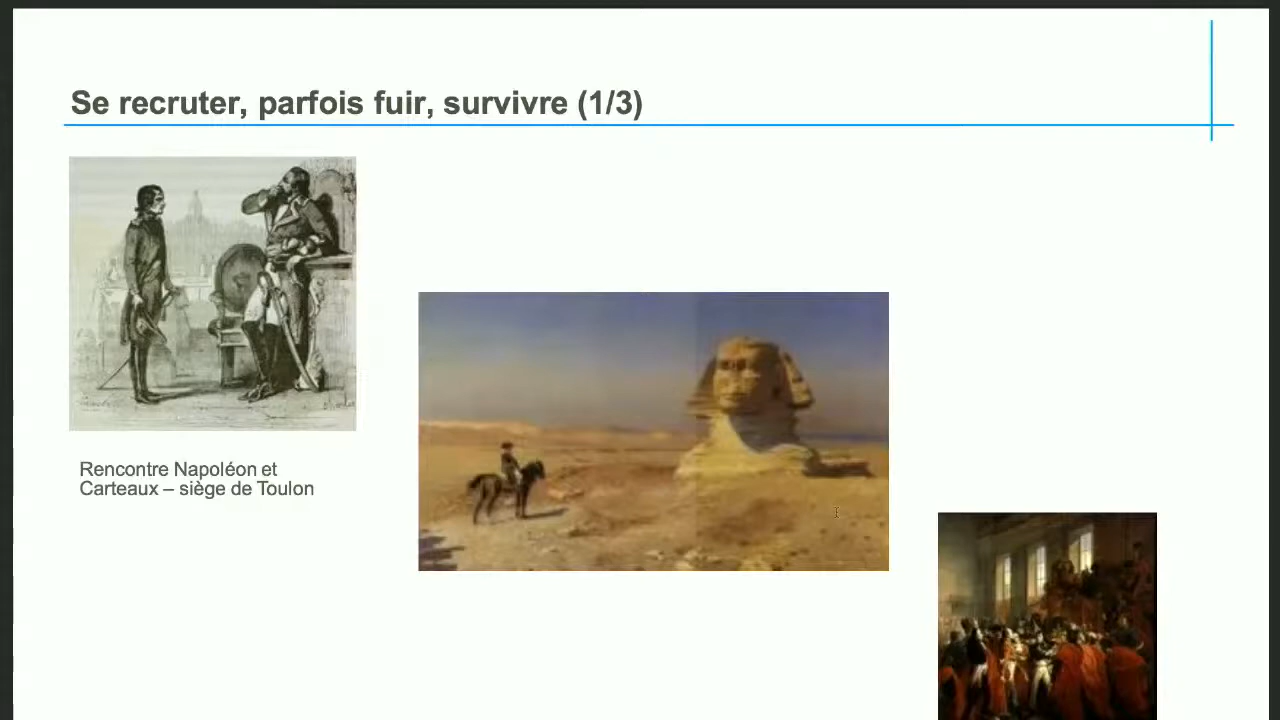 Se recruter, parfois fuir, survivre (1/3)
Rencontre Napoléon et
Carteaux – siège de Toulon